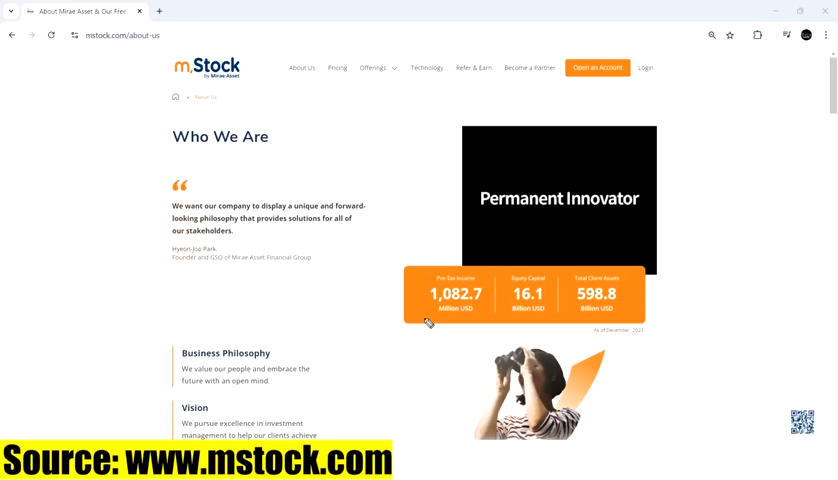 About Mirae Asset & Our Free
mstock.com/about-us
m.Stock
by Mirae Asset
About Us
Pricing
Offerings
Technology
Refer & Earn
Become a Partner
Open an Account
Login
About Us
Who We Are
We want our company to display a unique and forward-
looking philosophy that provides solutions for all of
our stakeholders.
Hyeon-Joo Park.
Founder and GSO of Mirae Asset Financial Group
Permanent Innovator
Pre-Tax Income
1,082.7
Million USD
Equity Capital
16.1
Billion USD
Total Client Assets
598.8
Billion USD
As of December, 2021
Business Philosophy
We value our people and embrace the
future with an open mind.
Vision
We pursue excellence in investment
management to help our clients achieve
Source: www.mstock.com